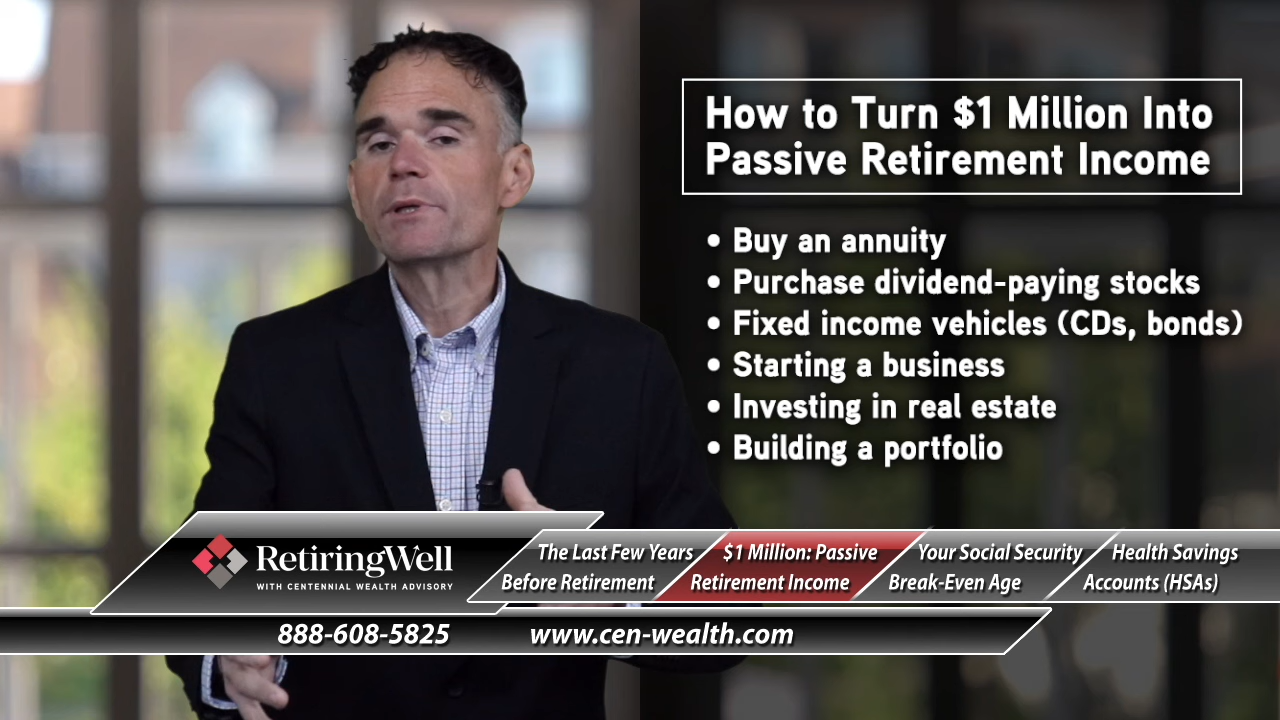 How to Turn $1 Million Into
Passive Retirement Income
• Buy an annuity
• Purchase dividend-paying stocks
• Fixed income vehicles (CDs, bonds)
• Starting a business
• Investing in real estate
• Building a portfolio
RetiringWell
WITH CENTENNIAL WEALTH ADVISORY
The Last Few Years
Before Retirement
$1 Million: Passive
Retirement Income
Your Social Security
Break-Even Age
Health Savings
Accounts (HSAs)
888-608-5825
www.cen-wealth.com